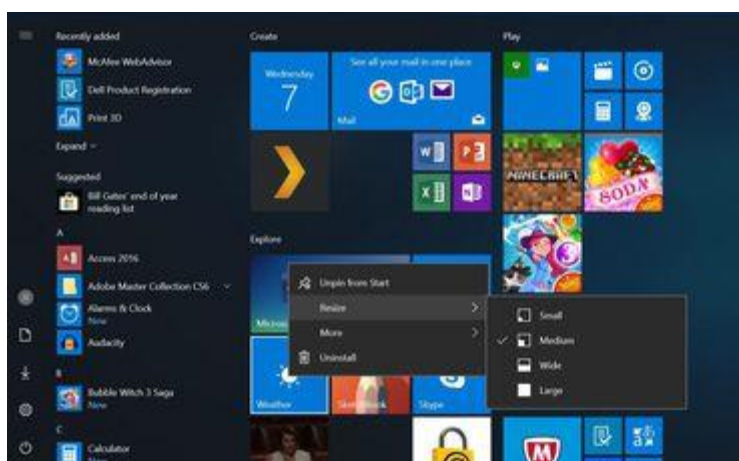 Recently added
McAfee WebAdvisor
Dell Product Registration
Print 3D
Expand
Suggested
Bill Gates' end of year
reading list
A
Access 2016
Adobe Master Collection CS6
Alarms & Clock
New
Audacity
B
Bubble Witch 3 Saga
New
C
Calculator
New
Create
Wednesday
7
See all your mail in one place
Mail
Explore
Weather
Skype
Play
MINECRAFT
SODA
3
Unpin from Start
Resize
More
Uninstall
Small
Medium
Wide
Large